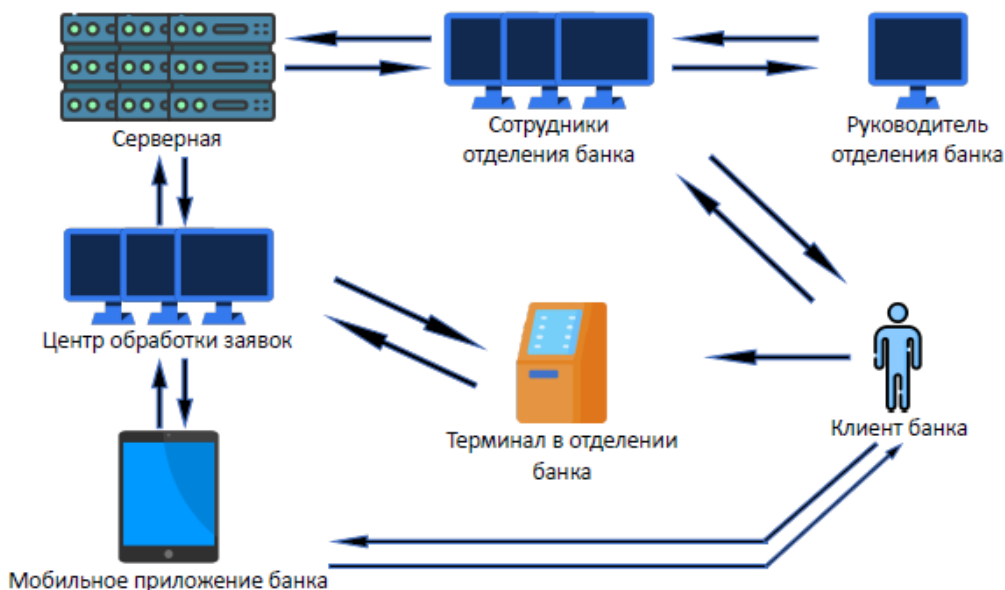 Серверная
Сотрудники
отделения банка
Руководитель
отделения банка
Центр обработки заявок
Терминал в отделении
банка
Клиент банка
Мобильное приложение банка